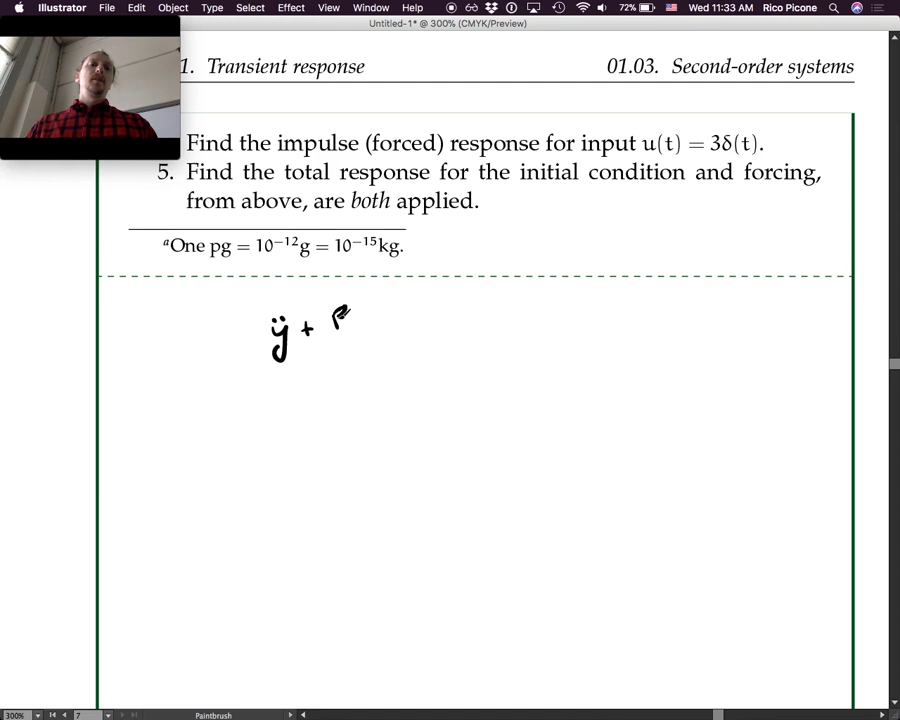 Illustrator File Edit Object Type Select Effect View Window Help 72% Wed 11:33 AM Rico Picone
Untitled-1* @ 300% (CMYK/Preview)
1. Transient response 01.03. Second-order systems
Find the impulse (forced) response for input u(t) = 3δ(t).
5. Find the total response for the initial condition and forcing,
from above, are both applied.
ᵃOne pg = 10⁻¹²g = 10⁻¹⁵kg.
ÿ +
300% 7 Paintbrush